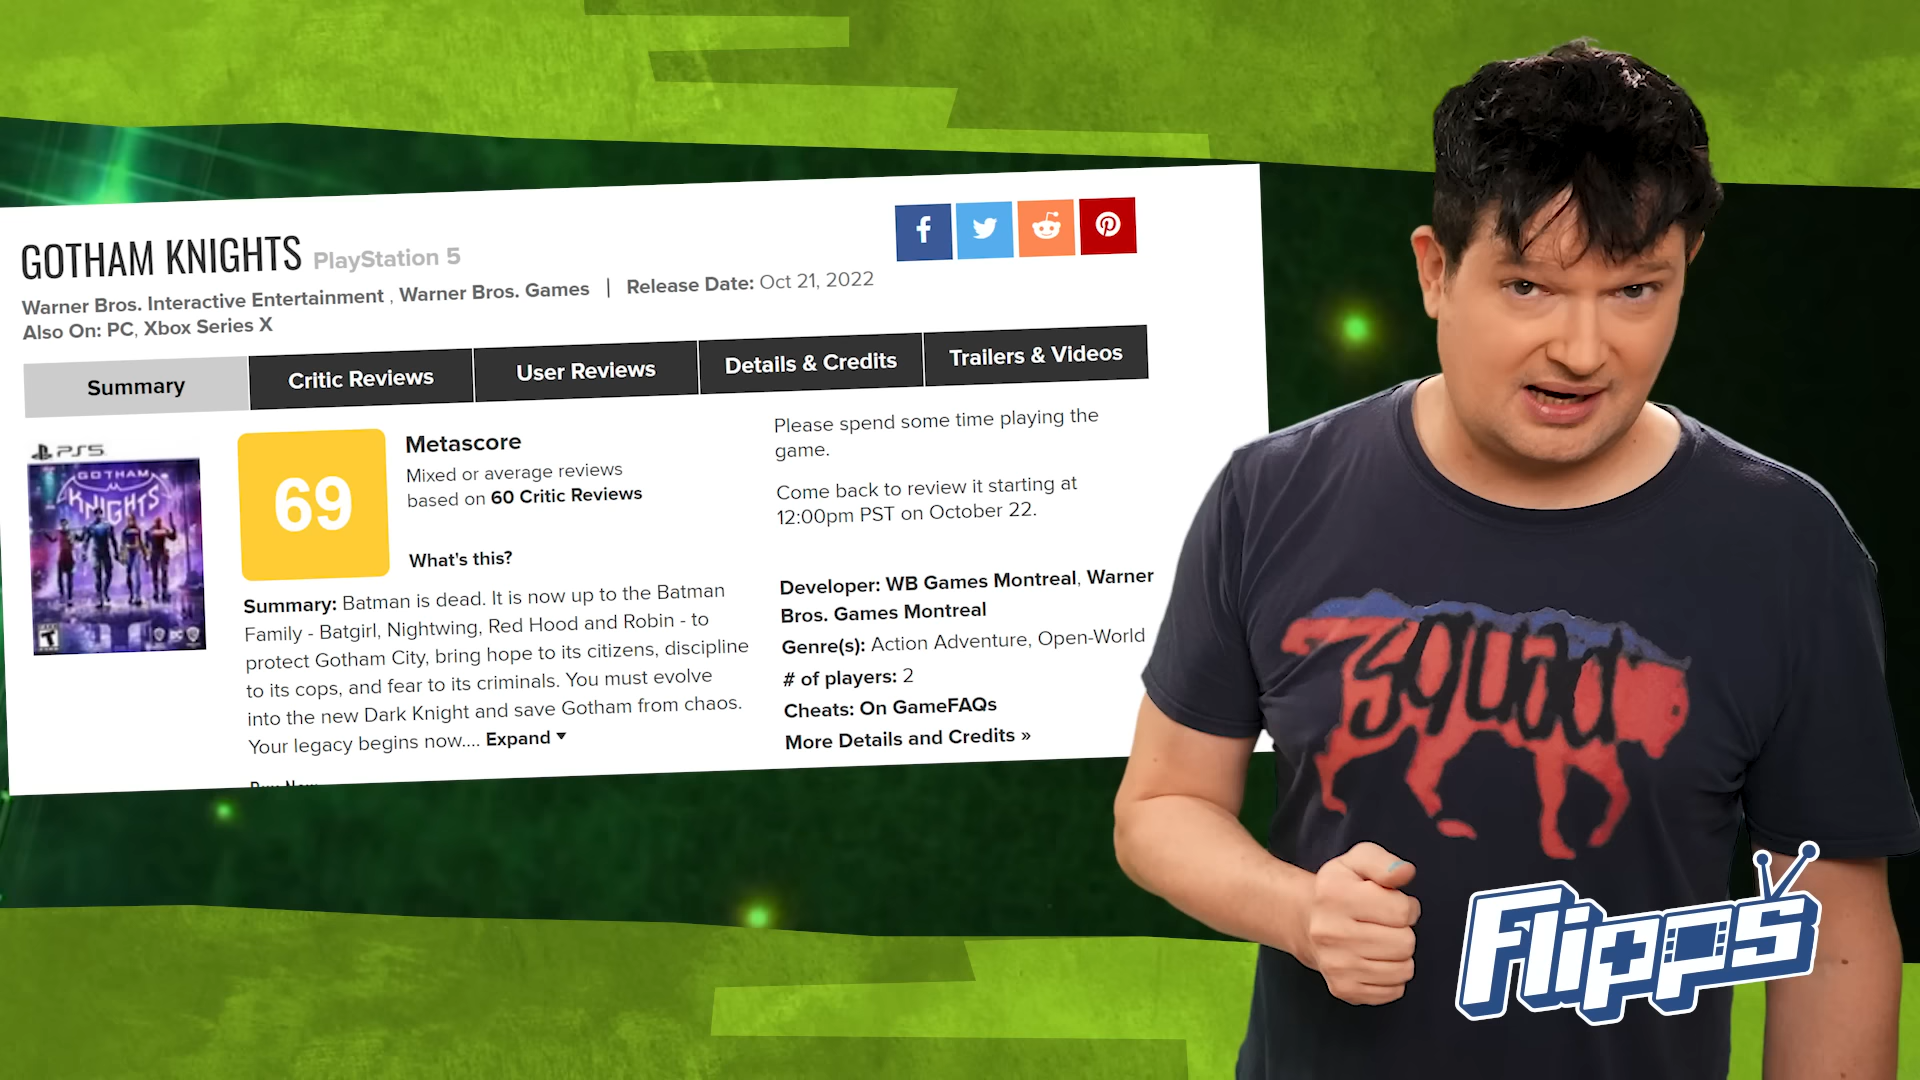 GOTHAM KNIGHTS PlayStation 5
Warner Bros. Interactive Entertainment , Warner Bros. Games | Release Date: Oct 21, 2022
Also On: PC, Xbox Series X
Summary
Critic Reviews
User Reviews
Details & Credits
Trailers & Videos
PS5
GOTHAM
KNIGHTS
T
69
Metascore
Mixed or average reviews
based on 60 Critic Reviews
What's this?
Summary: Batman is dead. It is now up to the Batman
Family - Batgirl, Nightwing, Red Hood and Robin - to
protect Gotham City, bring hope to its citizens, discipline
to its cops, and fear to its criminals. You must evolve
into the new Dark Knight and save Gotham from chaos.
Your legacy begins now.... Expand
Please spend some time playing the
game.
Come back to review it starting at
12:00pm PST on October 22.
Developer: WB Games Montreal, Warner
Bros. Games Montreal
Genre(s): Action Adventure, Open-World
# of players: 2
Cheats: On GameFAQs
More Details and Credits »
squad
Flipps